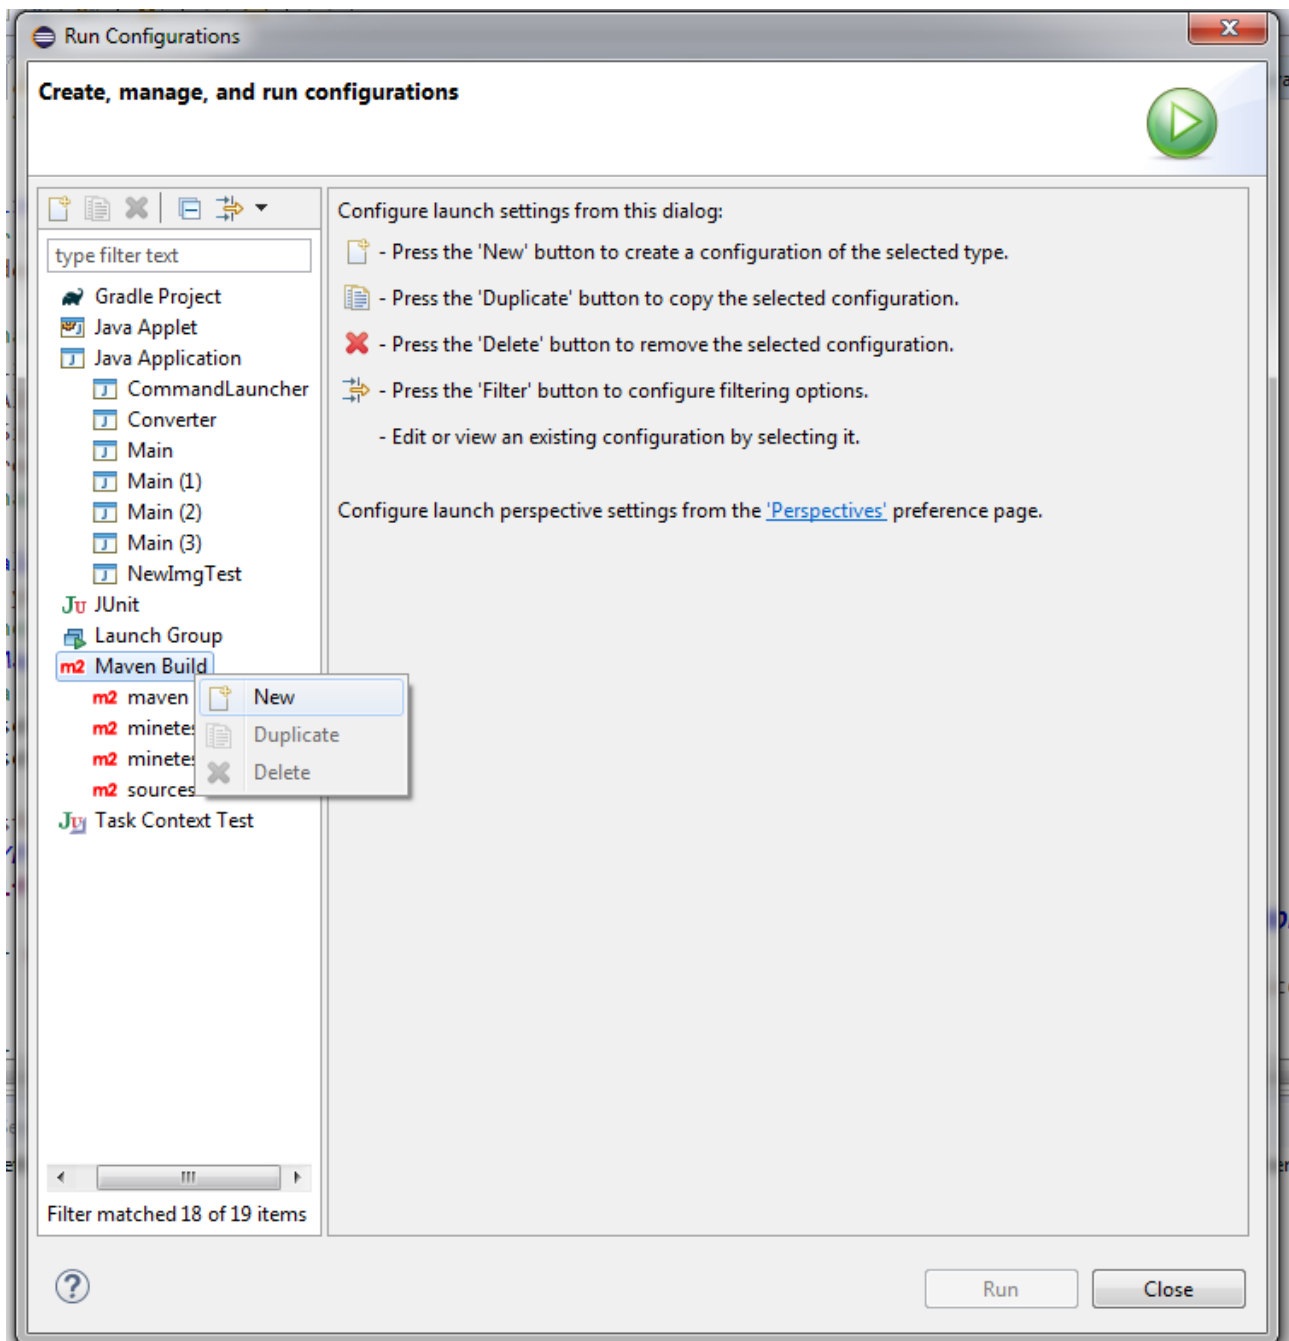 Run Configurations
Create, manage, and run configurations
type filter text
Gradle Project
Java Applet
Java Application
CommandLauncher
Converter
Main
Main (1)
Main (2)
Main (3)
NewImgTest
JUnit
Launch Group
m2 Maven Build
m2 maven
m2
m2
m2 sources
Task Context Test
New
Duplicate
Delete
Filter matched 18 of 19 items
Configure launch settings from this dialog:
- Press the 'New' button to create a configuration of the selected type.
- Press the 'Duplicate' button to copy the selected configuration.
- Press the 'Delete' button to remove the selected configuration.
- Press the 'Filter' button to configure filtering options.
- Edit or view an existing configuration by selecting it.
Configure launch perspective settings from the 'Perspectives' preference page.
Run
Close